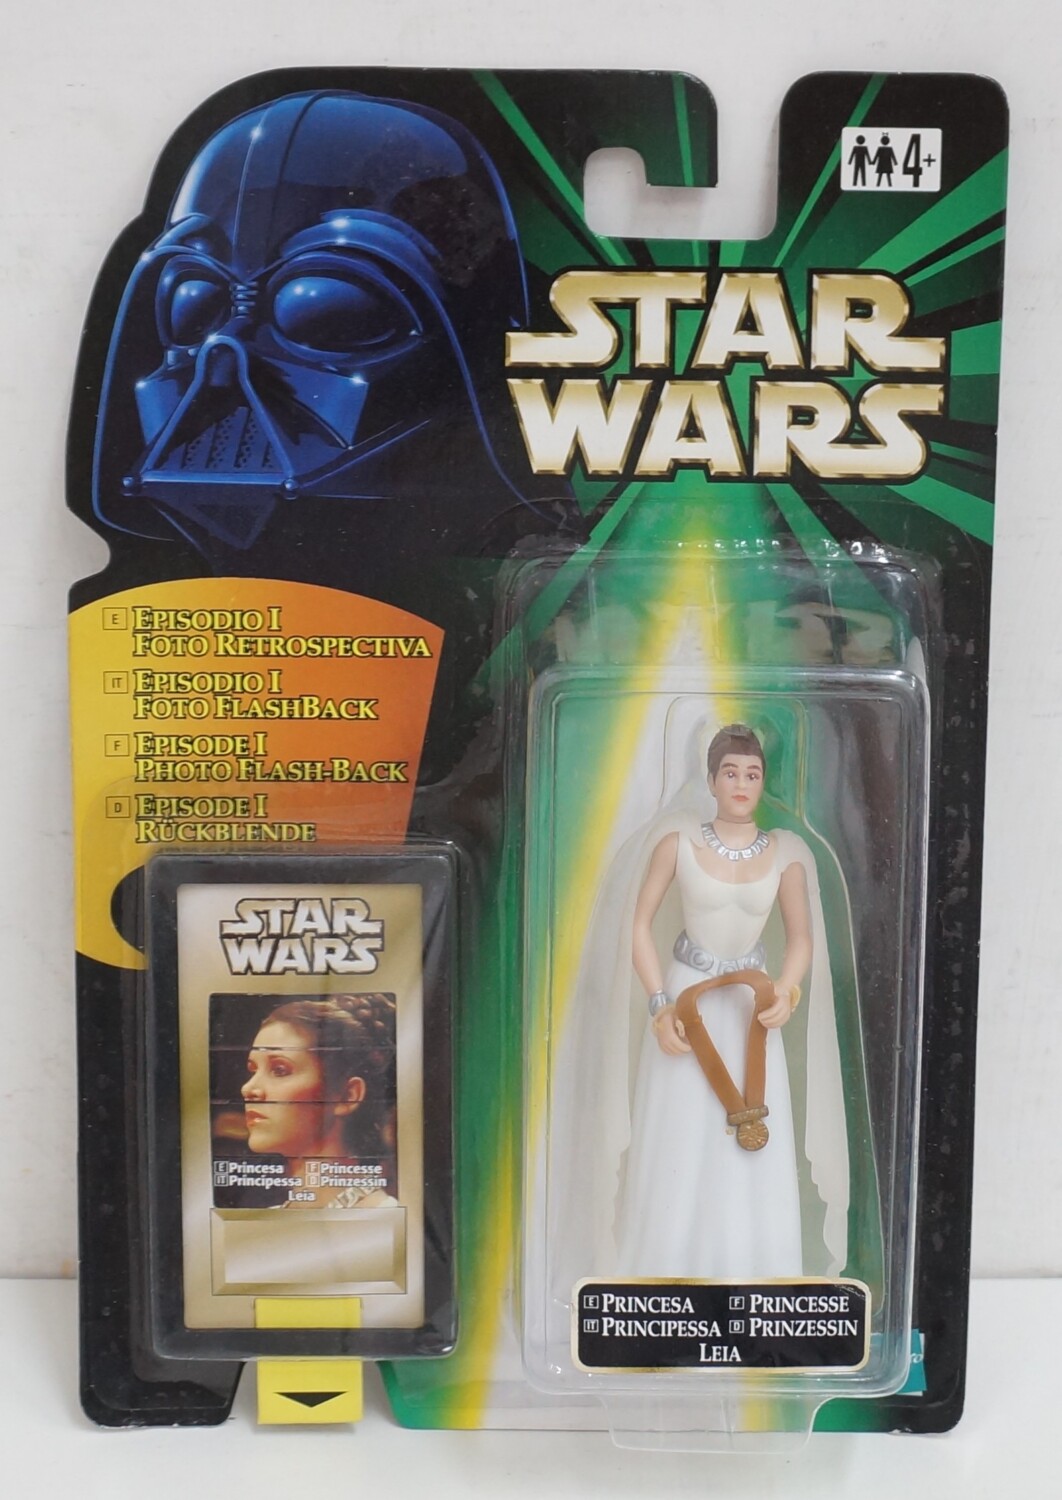 4+
STAR
WARS
E EPISODIO I
FOTO RETROSPECTIVA
IT EPISODIO I
FOTO FLASHBACK
F EPISODE I
PHOTO FLASH-BACK
D EPISODE I
RÜCKBLENDE
STAR
WARS
E Princesa F Princesse
IT Principessa D Prinzessin
Leia
E PRINCESA F PRINCESSE
IT PRINCIPESSA D PRINZESSIN
LEIA